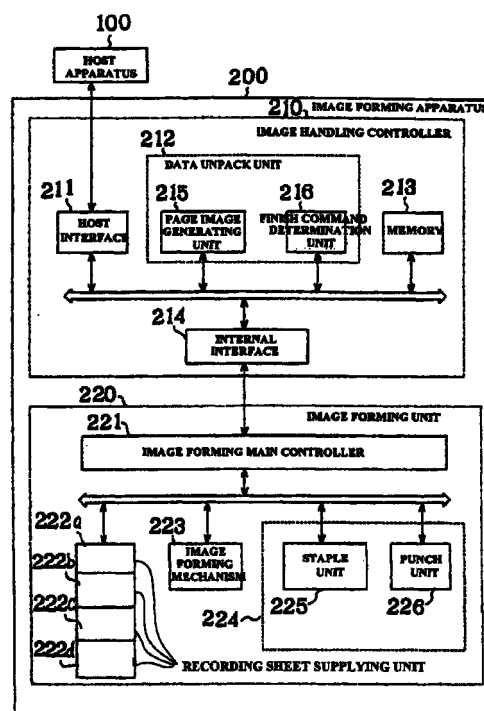 100
HOST
APPARATUS
200
210 IMAGE FORMING APPARATUS
IMAGE HANDLING CONTROLLER
212
DATA UNPACK UNIT
211
215
216
213
HOST
INTERFACE
PAGE IMAGE
GENERATING
UNIT
FINISH COMMAND
DETERMINATION
UNIT
MEMORY
214
INTERNAL
INTERFACE
220
IMAGE FORMING UNIT
221
IMAGE FORMING MAIN CONTROLLER
222a
222b
222c
222d
223
IMAGE
FORMING
MECHANISM
STAPLE
UNIT
PUNCH
UNIT
224
225
226
RECORDING SHEET SUPPLYING UNIT